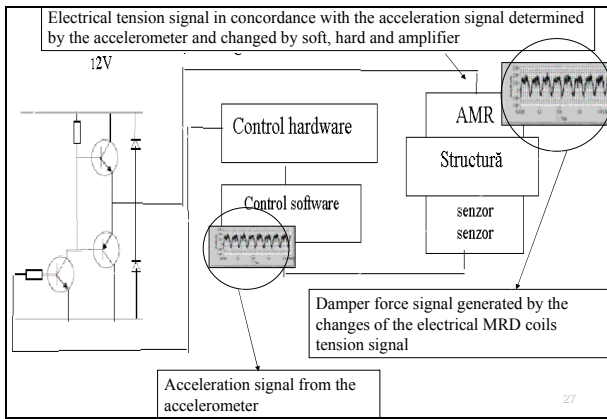 Electrical tension signal in concordance with the acceleration signal determined
by the accelerometer and changed by soft, hard and amplifier
12V
Control hardware
AMR
Structură
Control software
senzor
senzor
Damper force signal generated by the
changes of the electrical MRD coils
tension signal
Acceleration signal from the
accelerometer
27